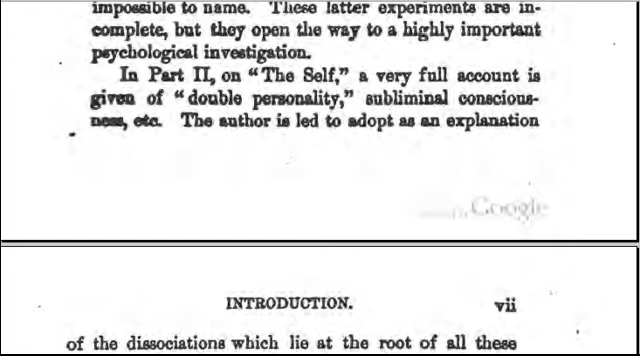 impossible to name. These latter experiments are in-
complete, but they open the way to a highly important
psychological investigation.
In Part II, on “The Self,” a very full account is
given of “double personality,” subliminal conscious-
ness, etc. The author is led to adopt as an explanation
Google
INTRODUCTION. vii
of the dissociations which lie at the root of all these